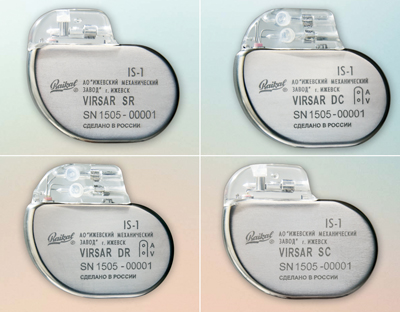 IS-1
Baikal®
АО"ИЖЕВСКИЙ МЕХАНИЧЕСКИЙ
ЗАВОД" г. ИЖЕВСК
VIRSAR SR
SN 1505-00001
СДЕЛАНО В РОССИИ
IS-1
Baikal®
АО"ИЖЕВСКИЙ МЕХАНИЧЕСКИЙ
ЗАВОД" г. ИЖЕВСК
VIRSAR DC A
V
SN 1505-00001
СДЕЛАНО В РОССИИ
IS-1
Baikal®
АО"ИЖЕВСКИЙ МЕХАНИЧЕСКИЙ
ЗАВОД" г. ИЖЕВСК
VIRSAR DR A
V
SN 1505-00001
СДЕЛАНО В РОССИИ
IS-1
Baikal®
АО"ИЖЕВСКИЙ МЕХАНИЧЕСКИЙ
ЗАВОД" г. ИЖЕВСК
VIRSAR SC
SN 1505-00001
СДЕЛАНО В РОССИИ